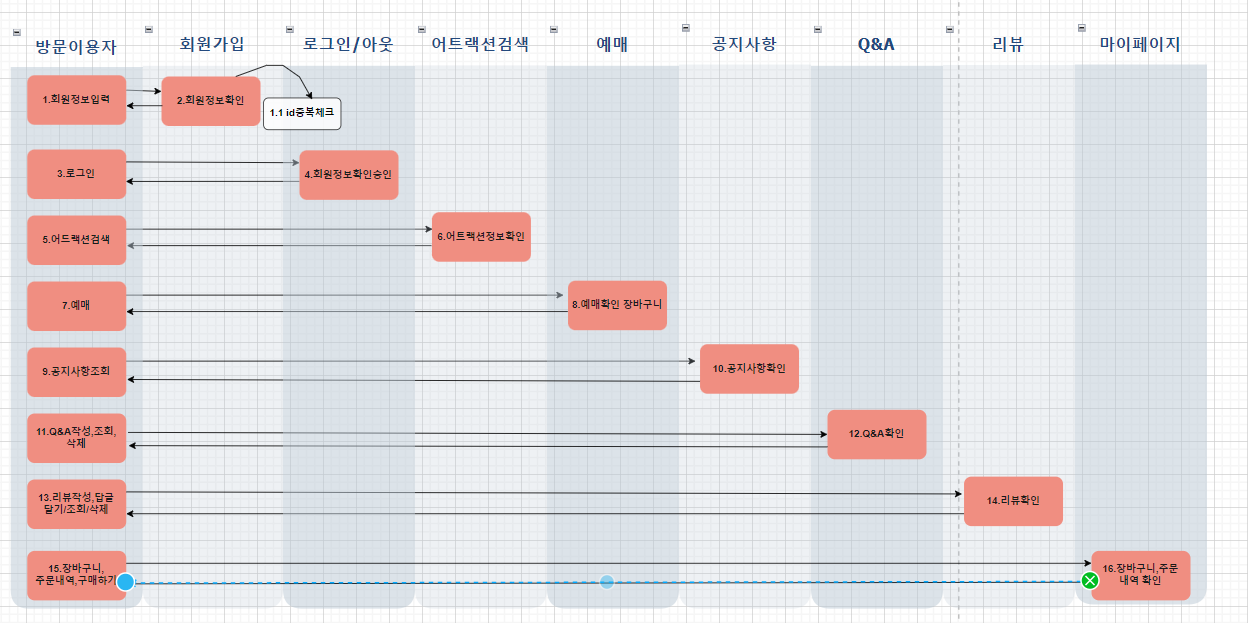 방문이용자
회원가입
로그인/아웃
어트랙션검색
예매
공지사항
Q&A
리뷰
마이페이지
1.회원정보입력
2.회원정보확인
1.1 id중복체크
3.로그인
4.회원정보확인승인
5.어드랙션검색
6.어트랙션정보확인
7.예매
8.예매확인 장바구니
9.공지사항조회
10.공지사항확인
11.Q&A작성,조회,
삭제
12.Q&A확인
13.리뷰작성,답글
달기/조회/삭제
14.리뷰확인
15.장바구니,
주문내역,구매하기
16.장바구니,주문
내역 확인